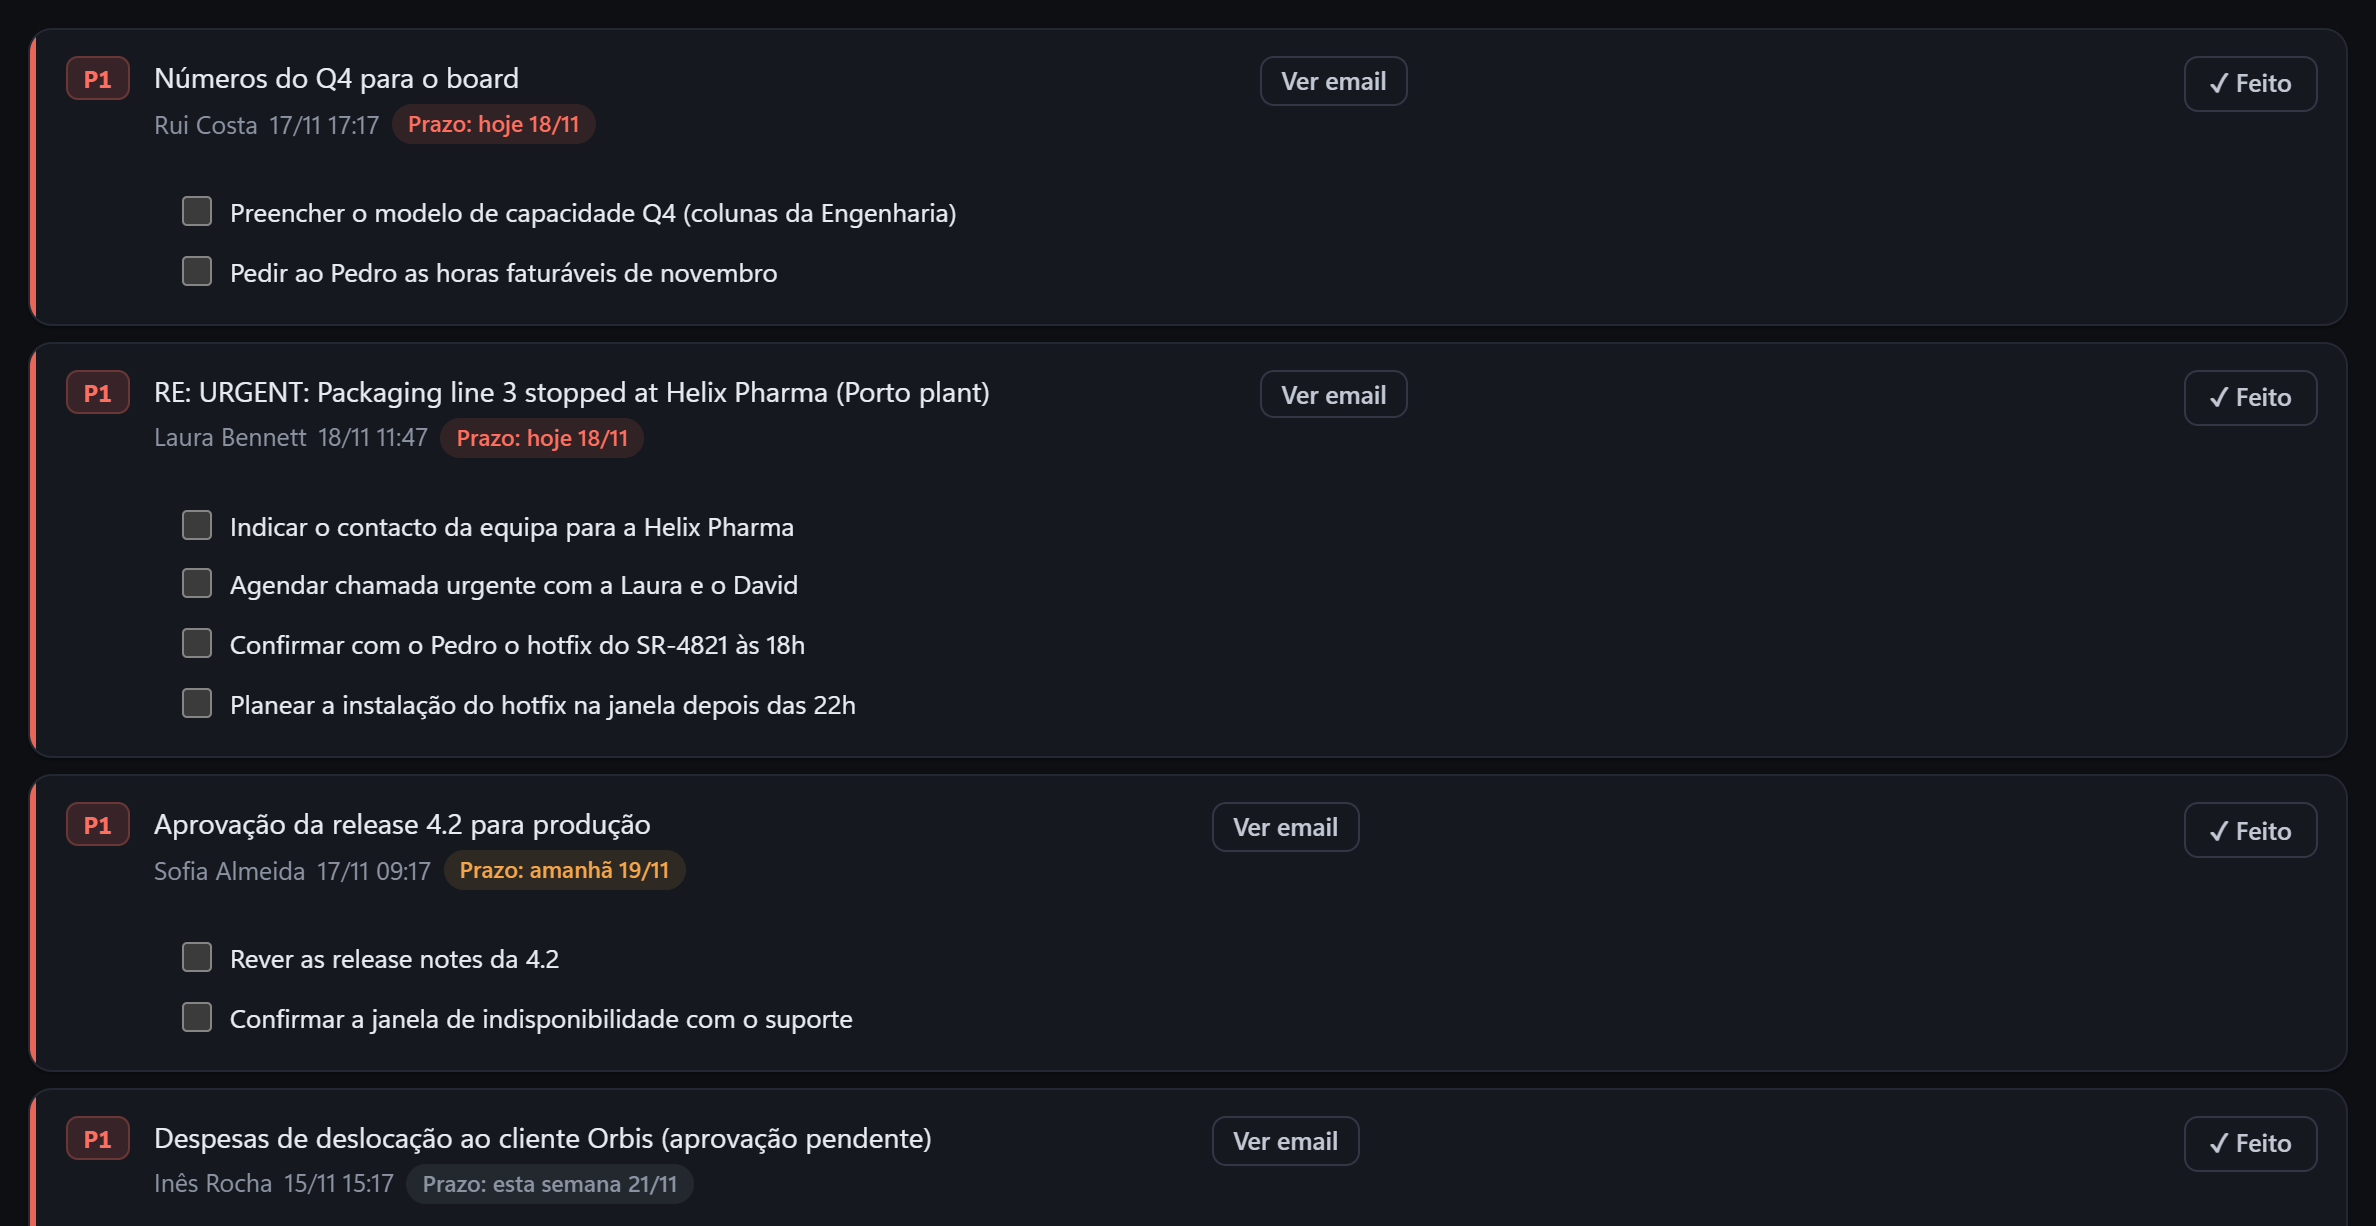 P1 Números do Q4 para o board Ver email ✓ Feito
Rui Costa 17/11 17:17 Prazo: hoje 18/11
Preencher o modelo de capacidade Q4 (colunas da Engenharia)
Pedir ao Pedro as horas faturáveis de novembro
P1 RE: URGENT: Packaging line 3 stopped at Helix Pharma (Porto plant) Ver email ✓ Feito
Laura Bennett 18/11 11:47 Prazo: hoje 18/11
Indicar o contacto da equipa para a Helix Pharma
Agendar chamada urgente com a Laura e o David
Confirmar com o Pedro o hotfix do SR-4821 às 18h
Planear a instalação do hotfix na janela depois das 22h
P1 Aprovação da release 4.2 para produção Ver email ✓ Feito
Sofia Almeida 17/11 09:17 Prazo: amanhã 19/11
Rever as release notes da 4.2
Confirmar a janela de indisponibilidade com o suporte
P1 Despesas de deslocação ao cliente Orbis (aprovação pendente) Ver email ✓ Feito
Inês Rocha 15/11 15:17 Prazo: esta semana 21/11